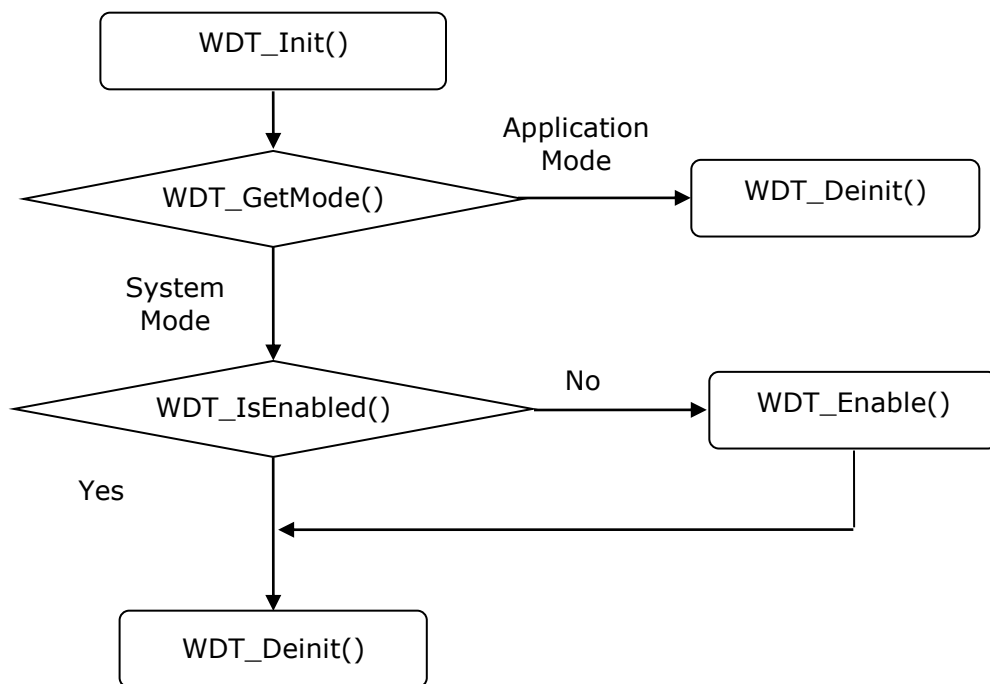 WDT_Init()
Application
Mode
WDT_GetMode()
WDT_Deinit()
System
Mode
No
WDT_IsEnabled()
WDT_Enable()
Yes
WDT_Deinit()